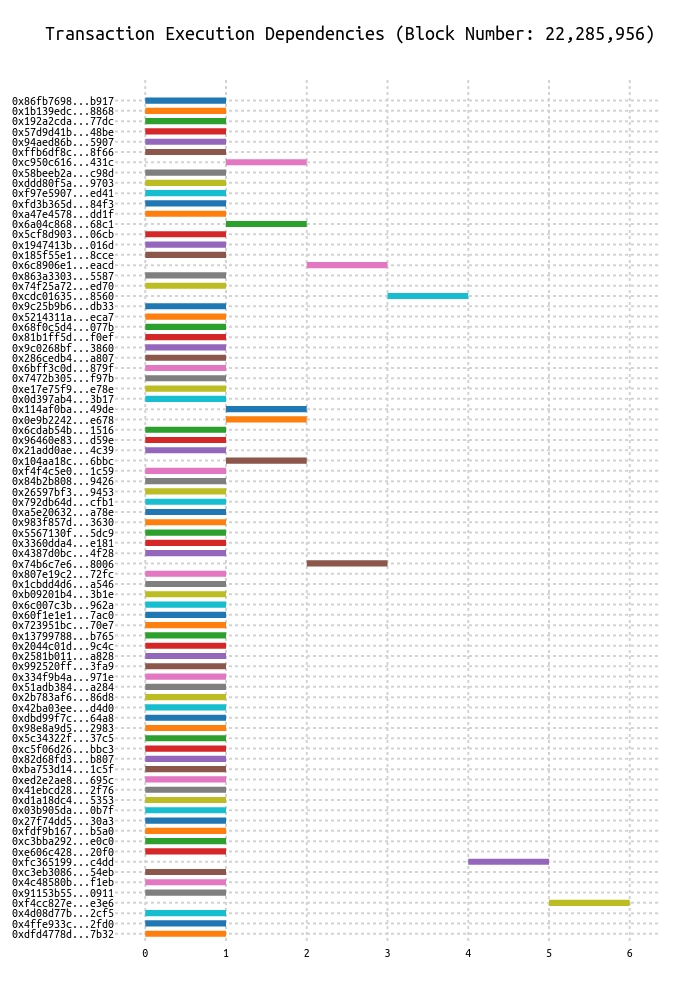 Transaction Execution Dependencies (Block Number: 22,285,956)
0x86fb7698...b917
0x1b139edc...8868
0x192a2cda...77dc
0x57d9d41b...48be
0x94aed86b...5907
0xffb6df8c...8f66
0xc950c616...431c
0x58beeb2a...c98d
0xddd80f5a...9703
0xf97e5907...ed41
0xfd3b365d...84f3
0xa47e4578...dd1f
0x6a04c868...68c1
0x5cf8d903...06cb
0x1947413b...016d
0x185f55e1...8cce
0x6c8906e1...eacd
0x863a3303...5587
0x74f25a72...ed70
0xcdc01635...8560
0x9c25b9b6...db33
0x5214311a...eca7
0x68f0c5d4...077b
0x81b1ff5d...f0ef
0x9c0268bf...3860
0x286cedb4...a807
0x6bff3c0d...879f
0x7472b305...f97b
0xe17e75f9...e78e
0x0d397ab4...3b17
0x114af0ba...49de
0x0e9b2242...e678
0x6cdab54b...1516
0x96460e83...d59e
0x21add0ae...4c39
0x104aa18c...6bbc
0xf4f4c5e0...1c59
0x84b2b808...9426
0x26597bf3...9453
0x792db64d...cfb1
0xa5e20632...a78e
0x983f857d...3630
0x5567130f...5dc9
0x3360dda4...e181
0x4387d0bc...4f28
0x74b6c7e6...8006
0x807e19c2...72fc
0x1cbdd4d6...a546
0xb09201b4...3b1e
0x6c007c3b...962a
0x60f1e1e1...7ac0
0x723951bc...70e7
0x13799788...b765
0x2044c01d...9c4c
0x2581b011...a828
0x992520ff...3fa9
0x334f9b4a...971e
0x51adb384...a284
0x2b783af6...86d8
0x42ba03ee...d4d0
0xdbd99f7c...64a8
0x98e8a9d5...2983
0x5c34322f...37c5
0xc5f06d26...bbc3
0x82d68fd3...b807
0xba753d14...1c5f
0xed2e2ae8...695c
0x41ebcd28...2f76
0xd1a18dc4...5353
0x03b905da...0b7f
0x27f74dd5...30a3
0xfdf9b167...b5a0
0xc3bba292...e0c0
0xe606c428...20f0
0xfc365199...c4dd
0xc3eb3086...54eb
0x4c48580b...f1eb
0x91153b55...0911
0xf4cc827e...e3e6
0x4d08d77b...2cf5
0x4ffe933c...2fd0
0xdfd4778d...7b32
0 1 2 3 4 5 6